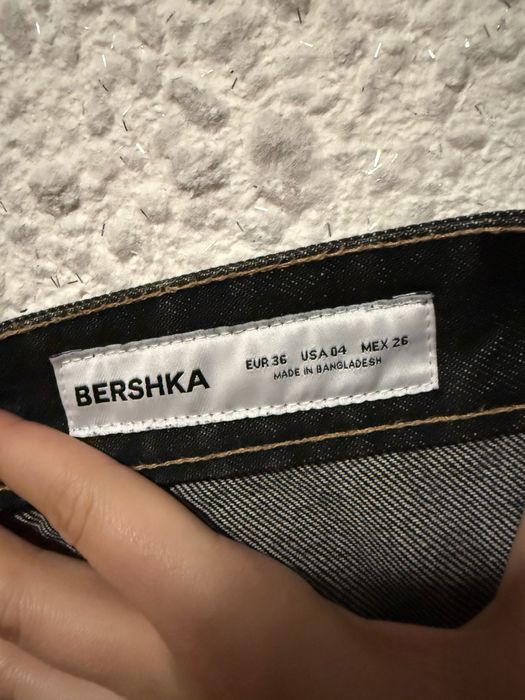 BERSHKA
EUR 36 USA 04 MEX 26
MADE IN BANGLADESH